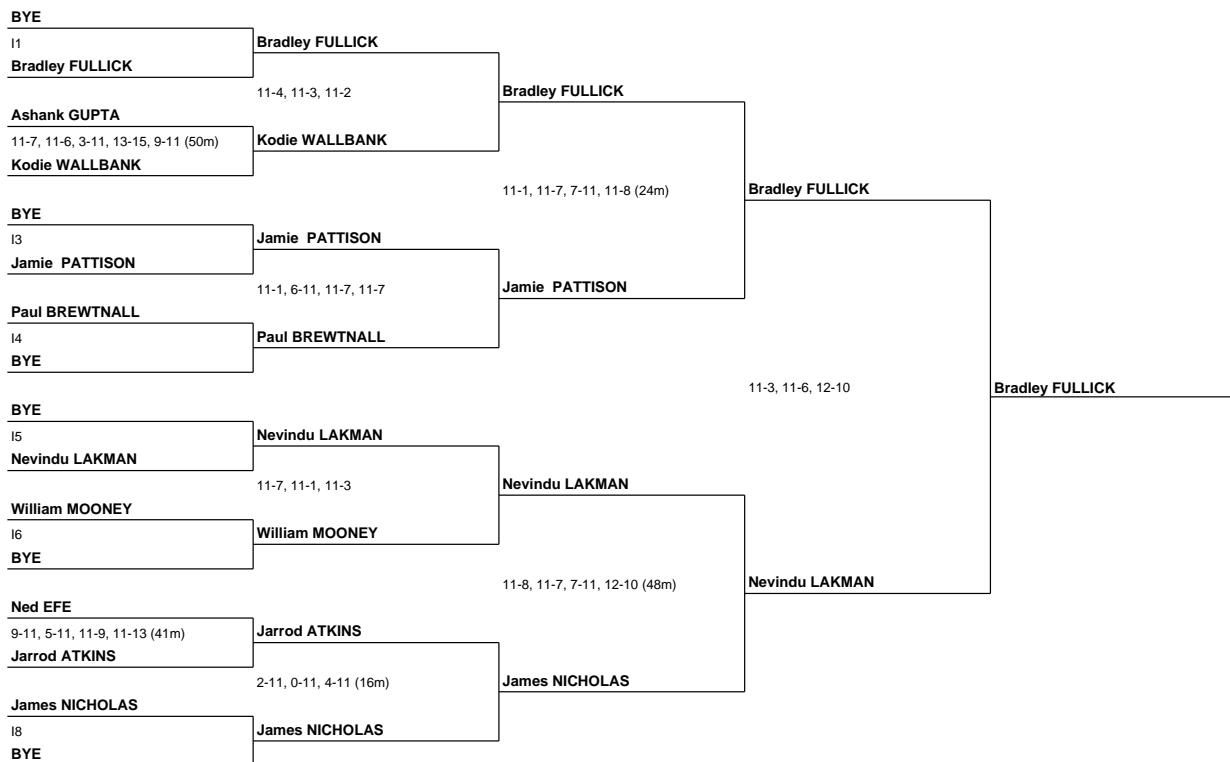 BYE
I1
Bradley FULLICK
Ashank GUPTA
11-7, 11-6, 3-11, 13-15, 9-11 (50m)
Kodie WALLBANK
BYE
I3
Jamie  PATTISON
Paul BREWTNALL
I4
BYE
BYE
I5
Nevindu LAKMAN
William MOONEY
I6
BYE
Ned EFE
9-11, 5-11, 11-9, 11-13 (41m)
Jarrod ATKINS
James NICHOLAS
I8
BYE
Bradley FULLICK
11-4, 11-3, 11-2
Kodie WALLBANK
Jamie  PATTISON
11-1, 6-11, 11-7, 11-7
Paul BREWTNALL
Nevindu LAKMAN
11-7, 11-1, 11-3
William MOONEY
Jarrod ATKINS
2-11, 0-11, 4-11 (16m)
James NICHOLAS
Bradley FULLICK
11-1, 11-7, 7-11, 11-8 (24m)
Jamie  PATTISON
Nevindu LAKMAN
11-8, 11-7, 7-11, 12-10 (48m)
James NICHOLAS
Bradley FULLICK
11-3, 11-6, 12-10
Nevindu LAKMAN
Bradley FULLICK